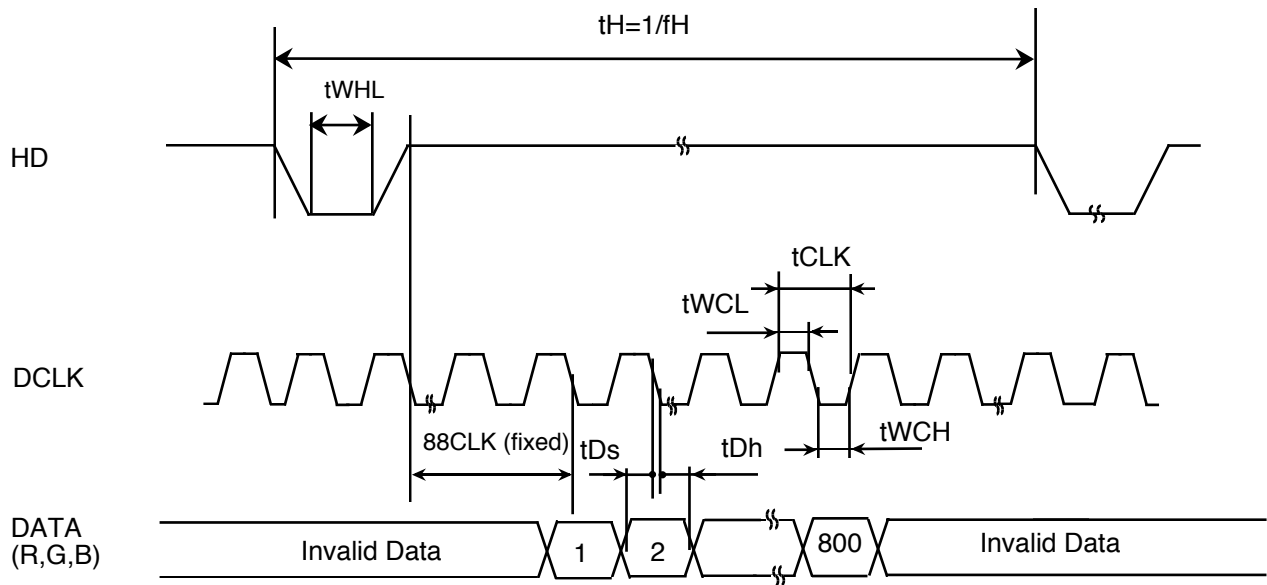 tH=1/fH
tWHL
HD
tCLK
tWCL
DCLK
88CLK (fixed)
tDs
tDh
tWCH
DATA
(R,G,B)
Invalid Data
1
2
800
Invalid Data